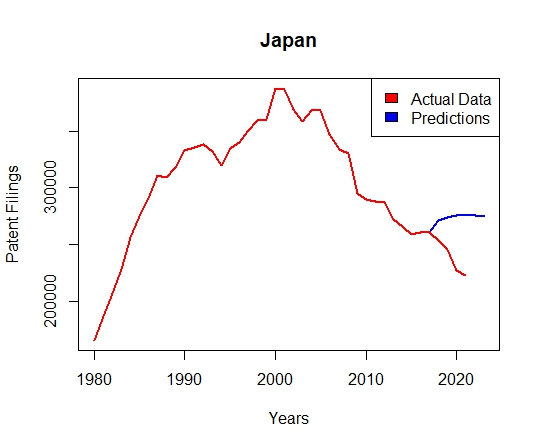 Japan
Actual Data
Predictions
Patent Filings
300000
200000
1980
1990
2000
2010
2020
Years